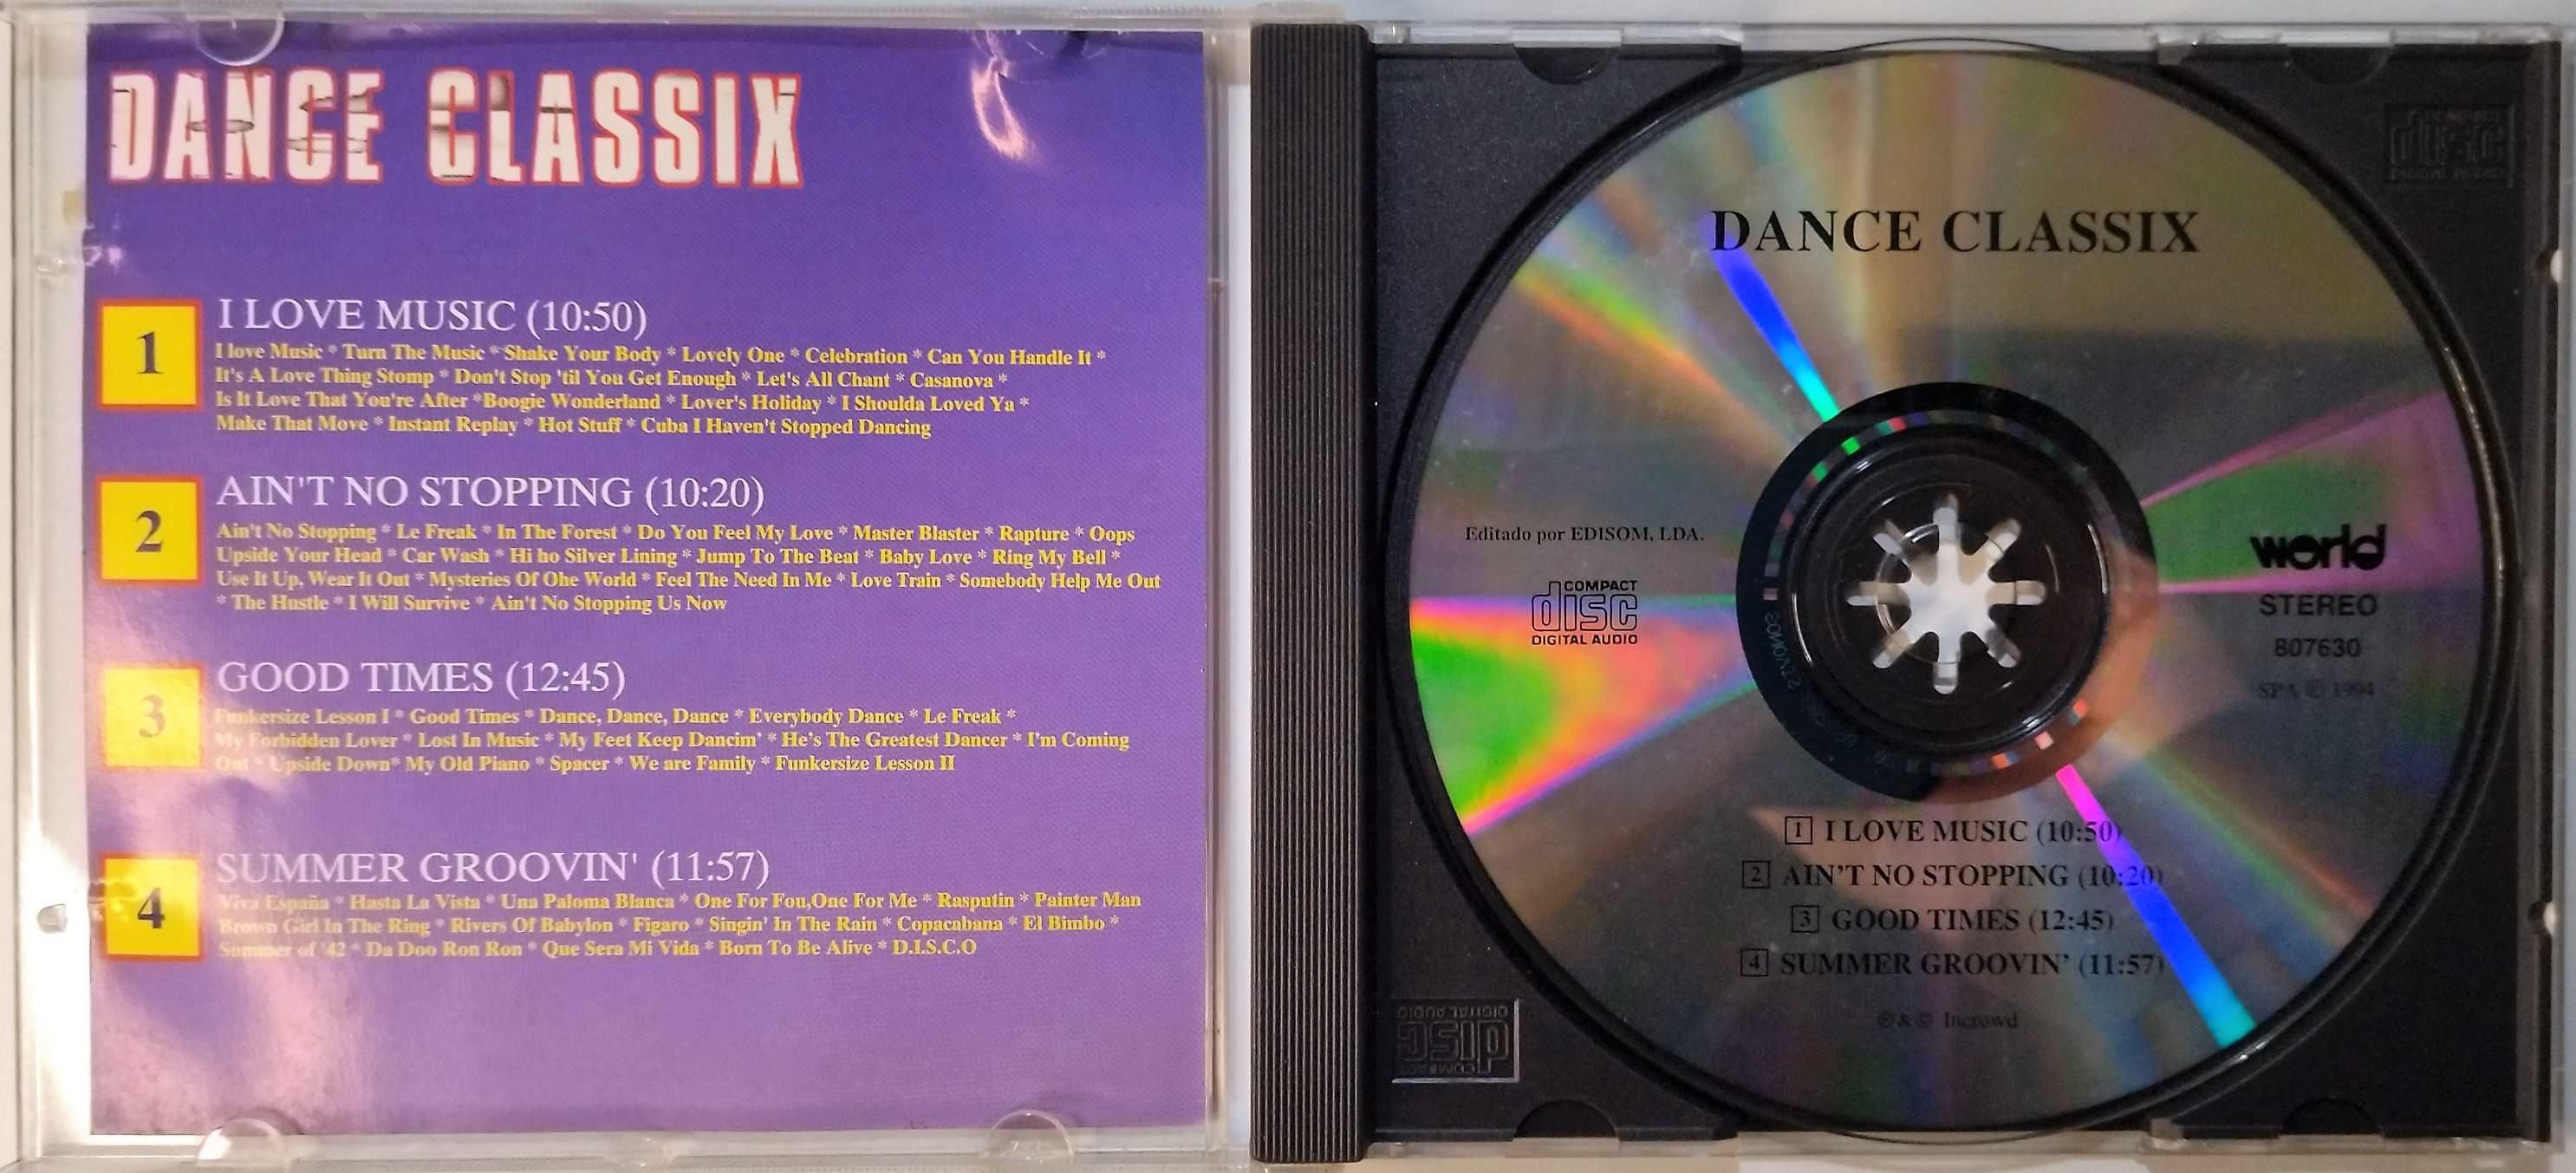 DANCE CLASSIX
1
I LOVE MUSIC (10:50)
I love Music * Turn The Music * Shake Your Body * Lovely One * Celebration * Can You Handle It *
It's A Love Thing Stomp * Don't Stop 'til You Get Enough * Let's All Chant * Casanova *
Is It Love That You're After *Boogie Wonderland * Lover's Holiday * I Shoulda Loved Ya *
Make That Move * Instant Replay * Hot Stuff * Cuba I Haven't Stopped Dancing
2
AIN'T NO STOPPING (10:20)
Ain't No Stopping * Le Freak * In The Forest * Do You Feel My Love * Master Blaster * Rapture * Oops
Upside Your Head * Car Wash * Hi ho Silver Lining * Jump To The Beat * Baby Love * Ring My Bell *
Use It Up, Wear It Out * Mysteries Of Ohe World * Feel The Need In Me * Love Train * Somebody Help Me Out
* The Hustle * I Will Survive * Ain't No Stopping Us Now
3
GOOD TIMES (12:45)
Funkersize Lesson I * Good Times * Dance, Dance, Dance * Everybody Dance * Le Freak *
My Forbidden Lover * Lost In Music * My Feet Keep Dancim' * He's The Greatest Dancer * I'm Coming
Out * Upside Down* My Old Piano * Spacer * We are Family * Funkersize Lesson II
4
SUMMER GROOVIN' (11:57)
Viva España * Hasta La Vista * Una Paloma Blanca * One For Fou,One For Me * Rasputin * Painter Man
Brown Girl In The Ring * Rivers Of Babylon * Figaro * Singin' In The Rain * Copacabana * El Bimbo *
Summer of '42 * Da Doo Ron Ron * Que Sera Mi Vida * Born To Be Alive * D.I.S.C.O
DANCE CLASSIX
Editado por EDISOM, LDA.
COMPACT
disc
DIGITAL AUDIO
world
STEREO
807630
SPA ℗ 1994
1 I LOVE MUSIC (10:50)
2 AIN'T NO STOPPING (10:20)
3 GOOD TIMES (12:45)
4 SUMMER GROOVIN' (11:57)
℗ & © Incrowd
COMPACT
disc
DIGITAL AUDIO
COMPACT
disc
DIGITAL AUDIO